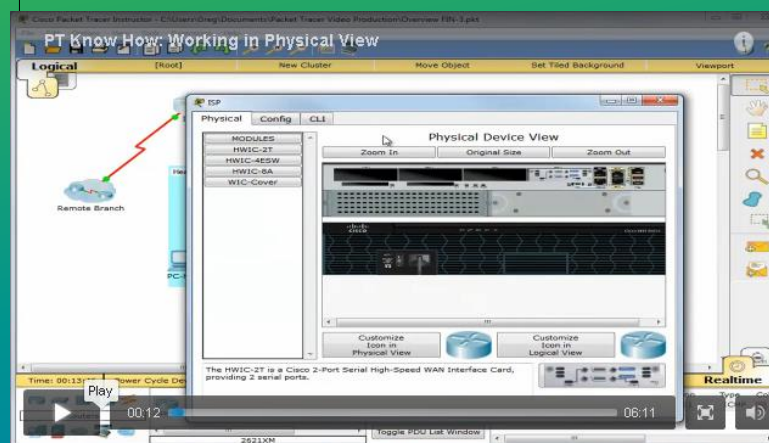 Cisco Packet Tracer Instructor - C:\Users\Greg\Documents\Packet Tracer Video Production\Overview FIN-3.pkt
PT Know How: Working in Physical View
Logical
[Root]
New Cluster
Move Object
Set Tiled Background
Viewport
ISP
Physical
Config
CLI
MODULES
HWIC-2T
HWIC-4ESW
HWIC-8A
WIC-Cover
Physical Device View
Zoom In
Original Size
Zoom Out
Remote Branch
Customize
Icon in
Physical View
Customize
Icon in
Logical View
The HWIC-2T is a Cisco 2-Port Serial High-Speed WAN Interface Card,
providing 2 serial ports.
Power Cycle
Realtime
Play
00:12
06:11
2621XM
Toggle PDU List Window